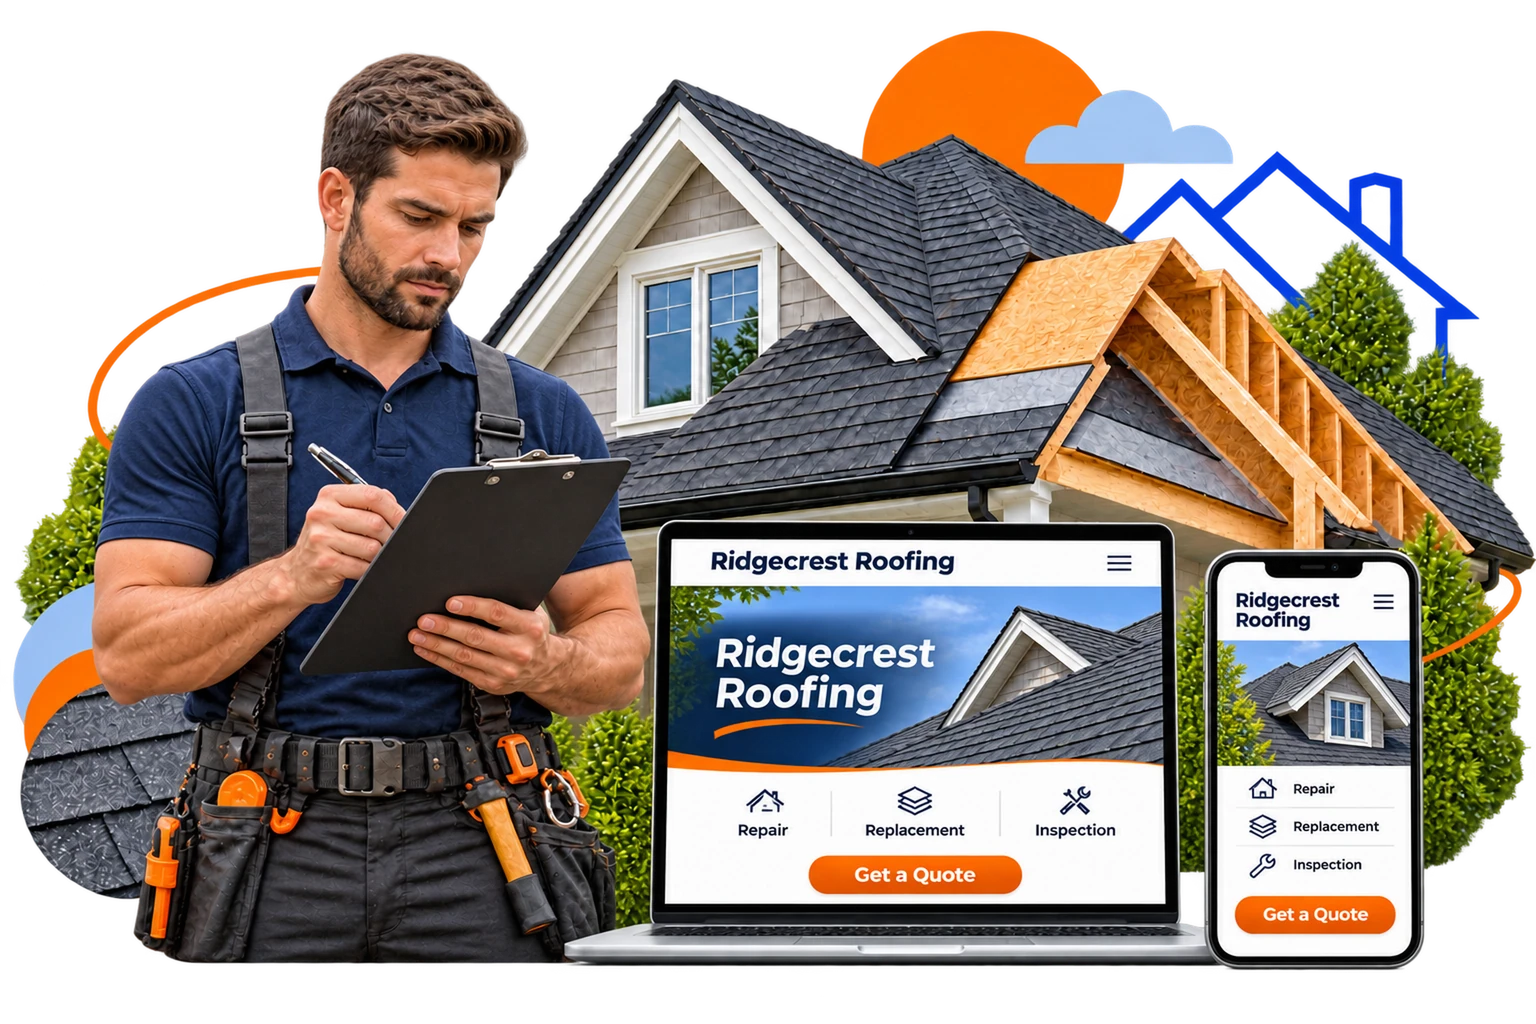 Ridgecrest Roofing
Ridgecrest
Roofing
Repair
Replacement
Inspection
Get a Quote
Ridgecrest
Roofing
Repair
Replacement
Inspection
Get a Quote